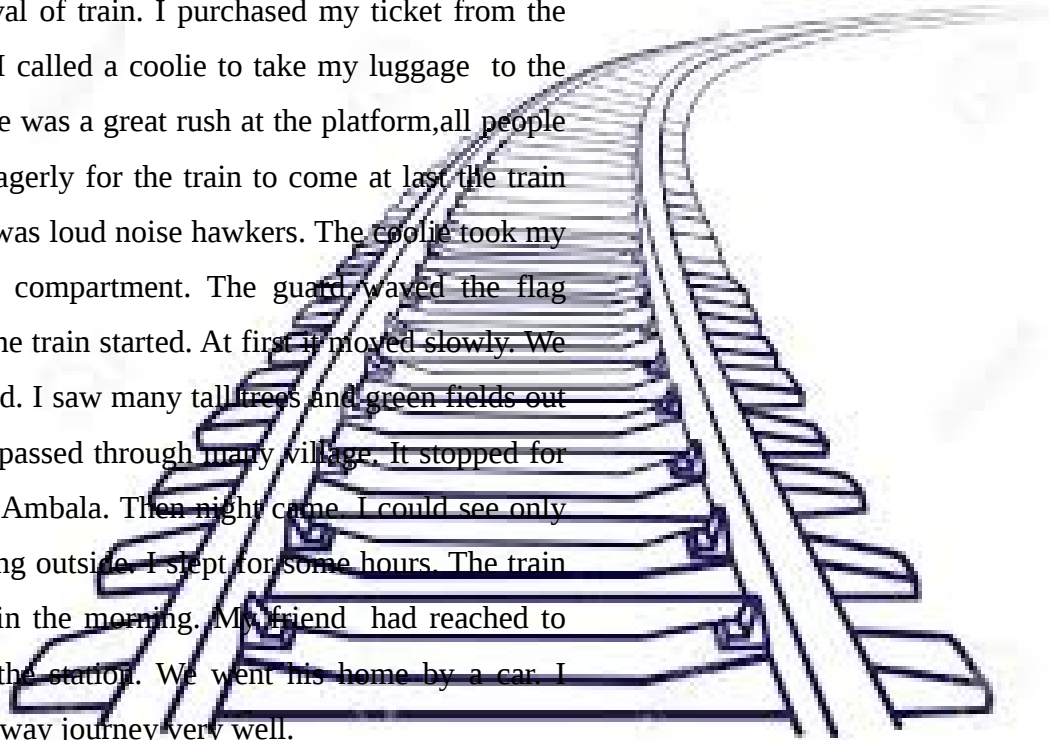 val of train. I purchased my ticket from the
I called a coolie to take my luggage to the
e was a great rush at the platform,all people
agerly for the train to come at last the train
was loud noise hawkers. The coolie took my
compartment. The guard waved the flag
he train started. At first it moved slowly. We
d. I saw many tall trees and green fields out
passed through many village. It stopped for
Ambala. Then night came. I could see only
ng outside. I slept for some hours. The train
in the morning. My friend had reached to
the station. We went his home by a car. I
way journey very well.